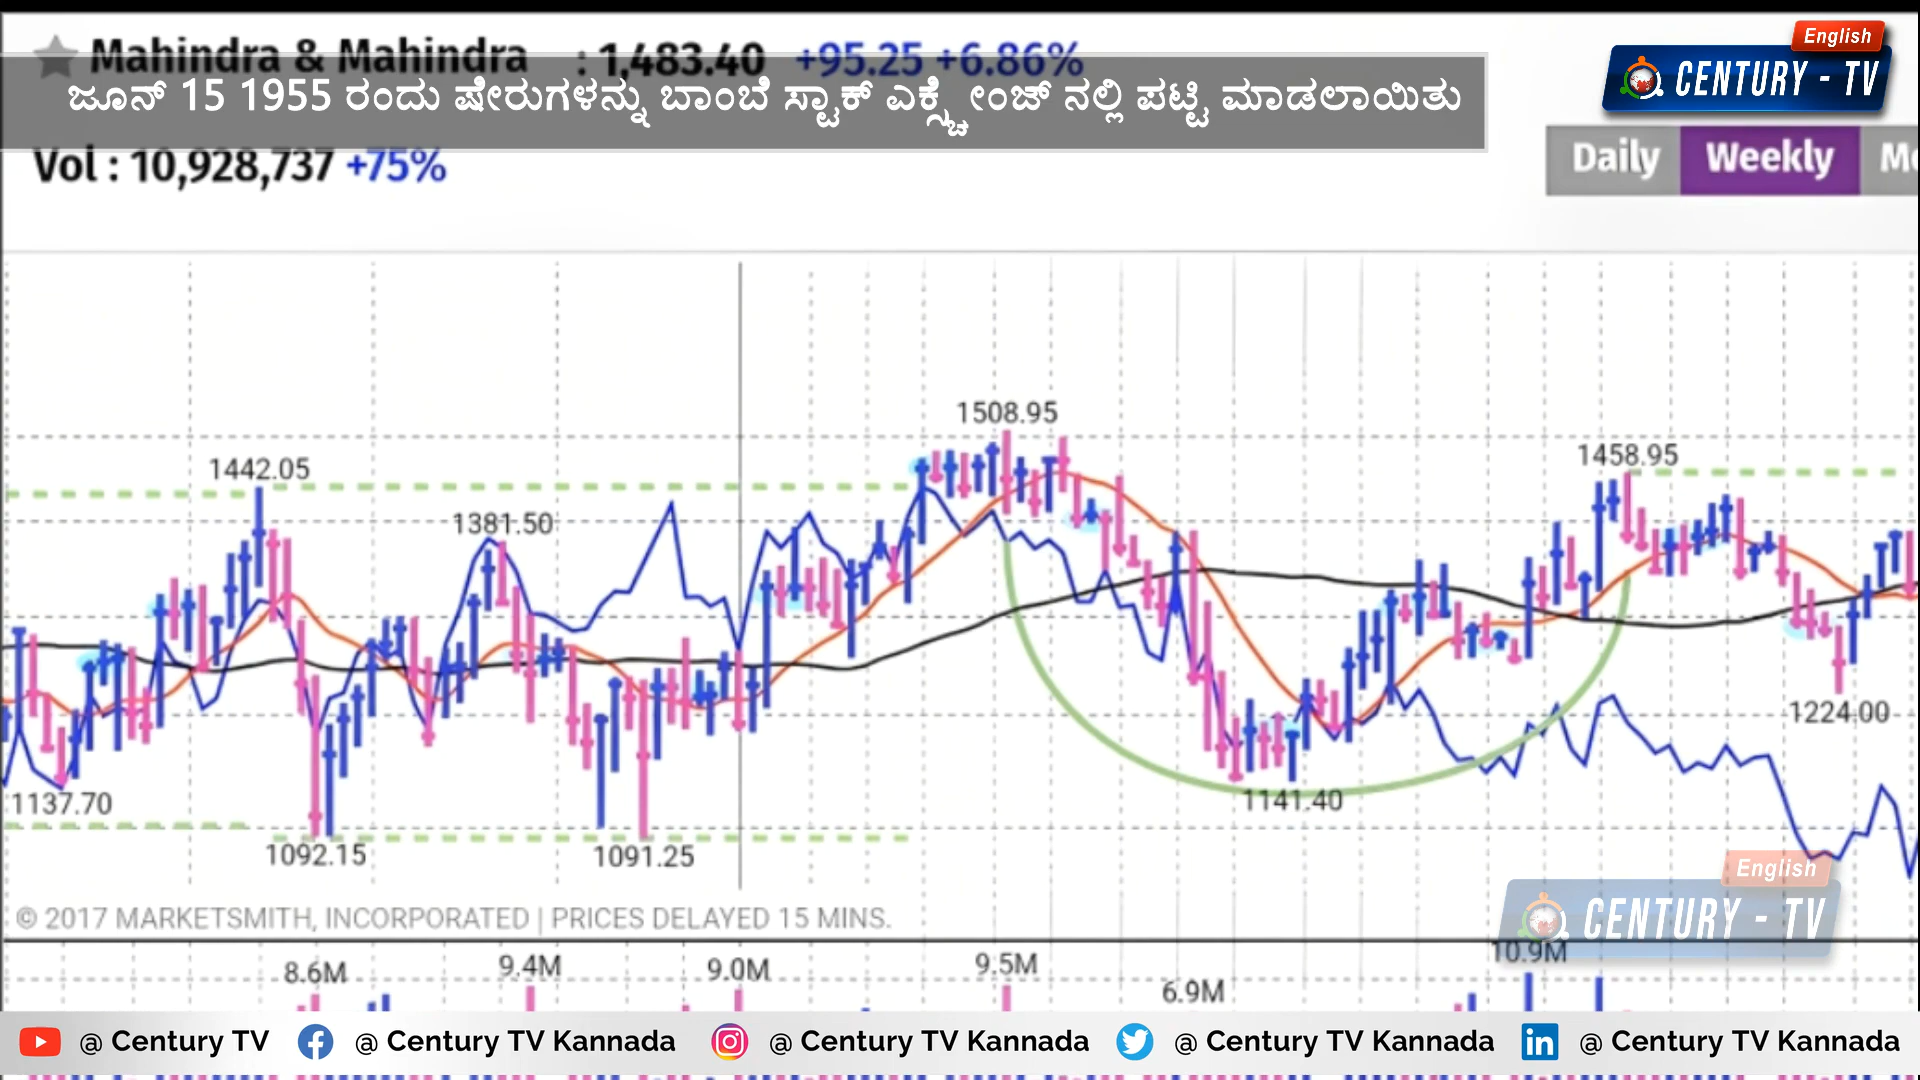 Mahindra & Mahindra : 1,483.40 +95.25 +6.86%
English
CENTURY - TV
ಜೂನ್ 15 1955 ರಂದು ಷೇರುಗಳನ್ನು ಬಾಂಬೆ ಸ್ಟಾಕ್ ಎಕ್ಸ್ಚೇಂಜ್ ನಲ್ಲಿ ಪಟ್ಟಿ ಮಾಡಲಾಯಿತು
Vol : 10,928,737 +75%
Daily Weekly
1508.95
1458.95
1442.05
1381.50
1224.00
1137.70
1141.40
1092.15
1091.25
English
CENTURY - TV
© 2017 MARKETSMITH, INCORPORATED | PRICES DELAYED 15 MINS.
10.9M
8.6M 9.4M 9.0M 9.5M
6.9M
@ Century TV @ Century TV Kannada @ Century TV Kannada @ Century TV Kannada @ Century TV Kannada